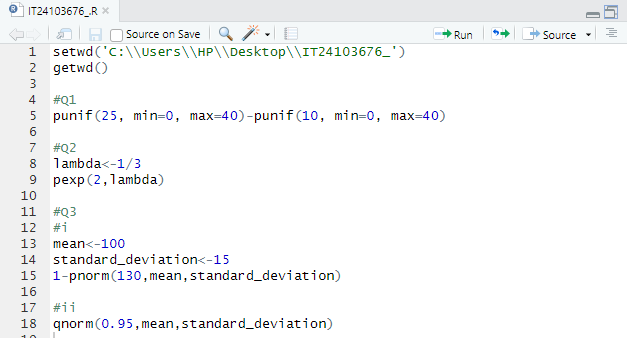 IT24103676_.R
Source on Save
Run
Source
1 setwd('C:\\Users\\HP\\Desktop\\IT24103676_')
2 getwd()
3
4 #Q1
5 punif(25, min=0, max=40)-punif(10, min=0, max=40)
6
7 #Q2
8 lambda<-1/3
9 pexp(2,lambda)
10
11 #Q3
12 #i
13 mean<-100
14 standard_deviation<-15
15 1-pnorm(130,mean,standard_deviation)
16
17 #ii
18 qnorm(0.95,mean,standard_deviation)